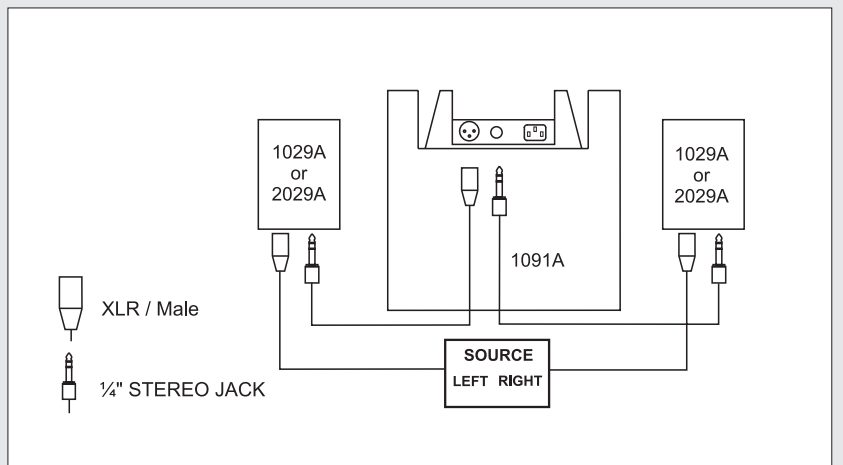 1029A
or
2029A
1029A
or
2029A
1091A
XLR / Male
¼" STEREO JACK
SOURCE
LEFT RIGHT